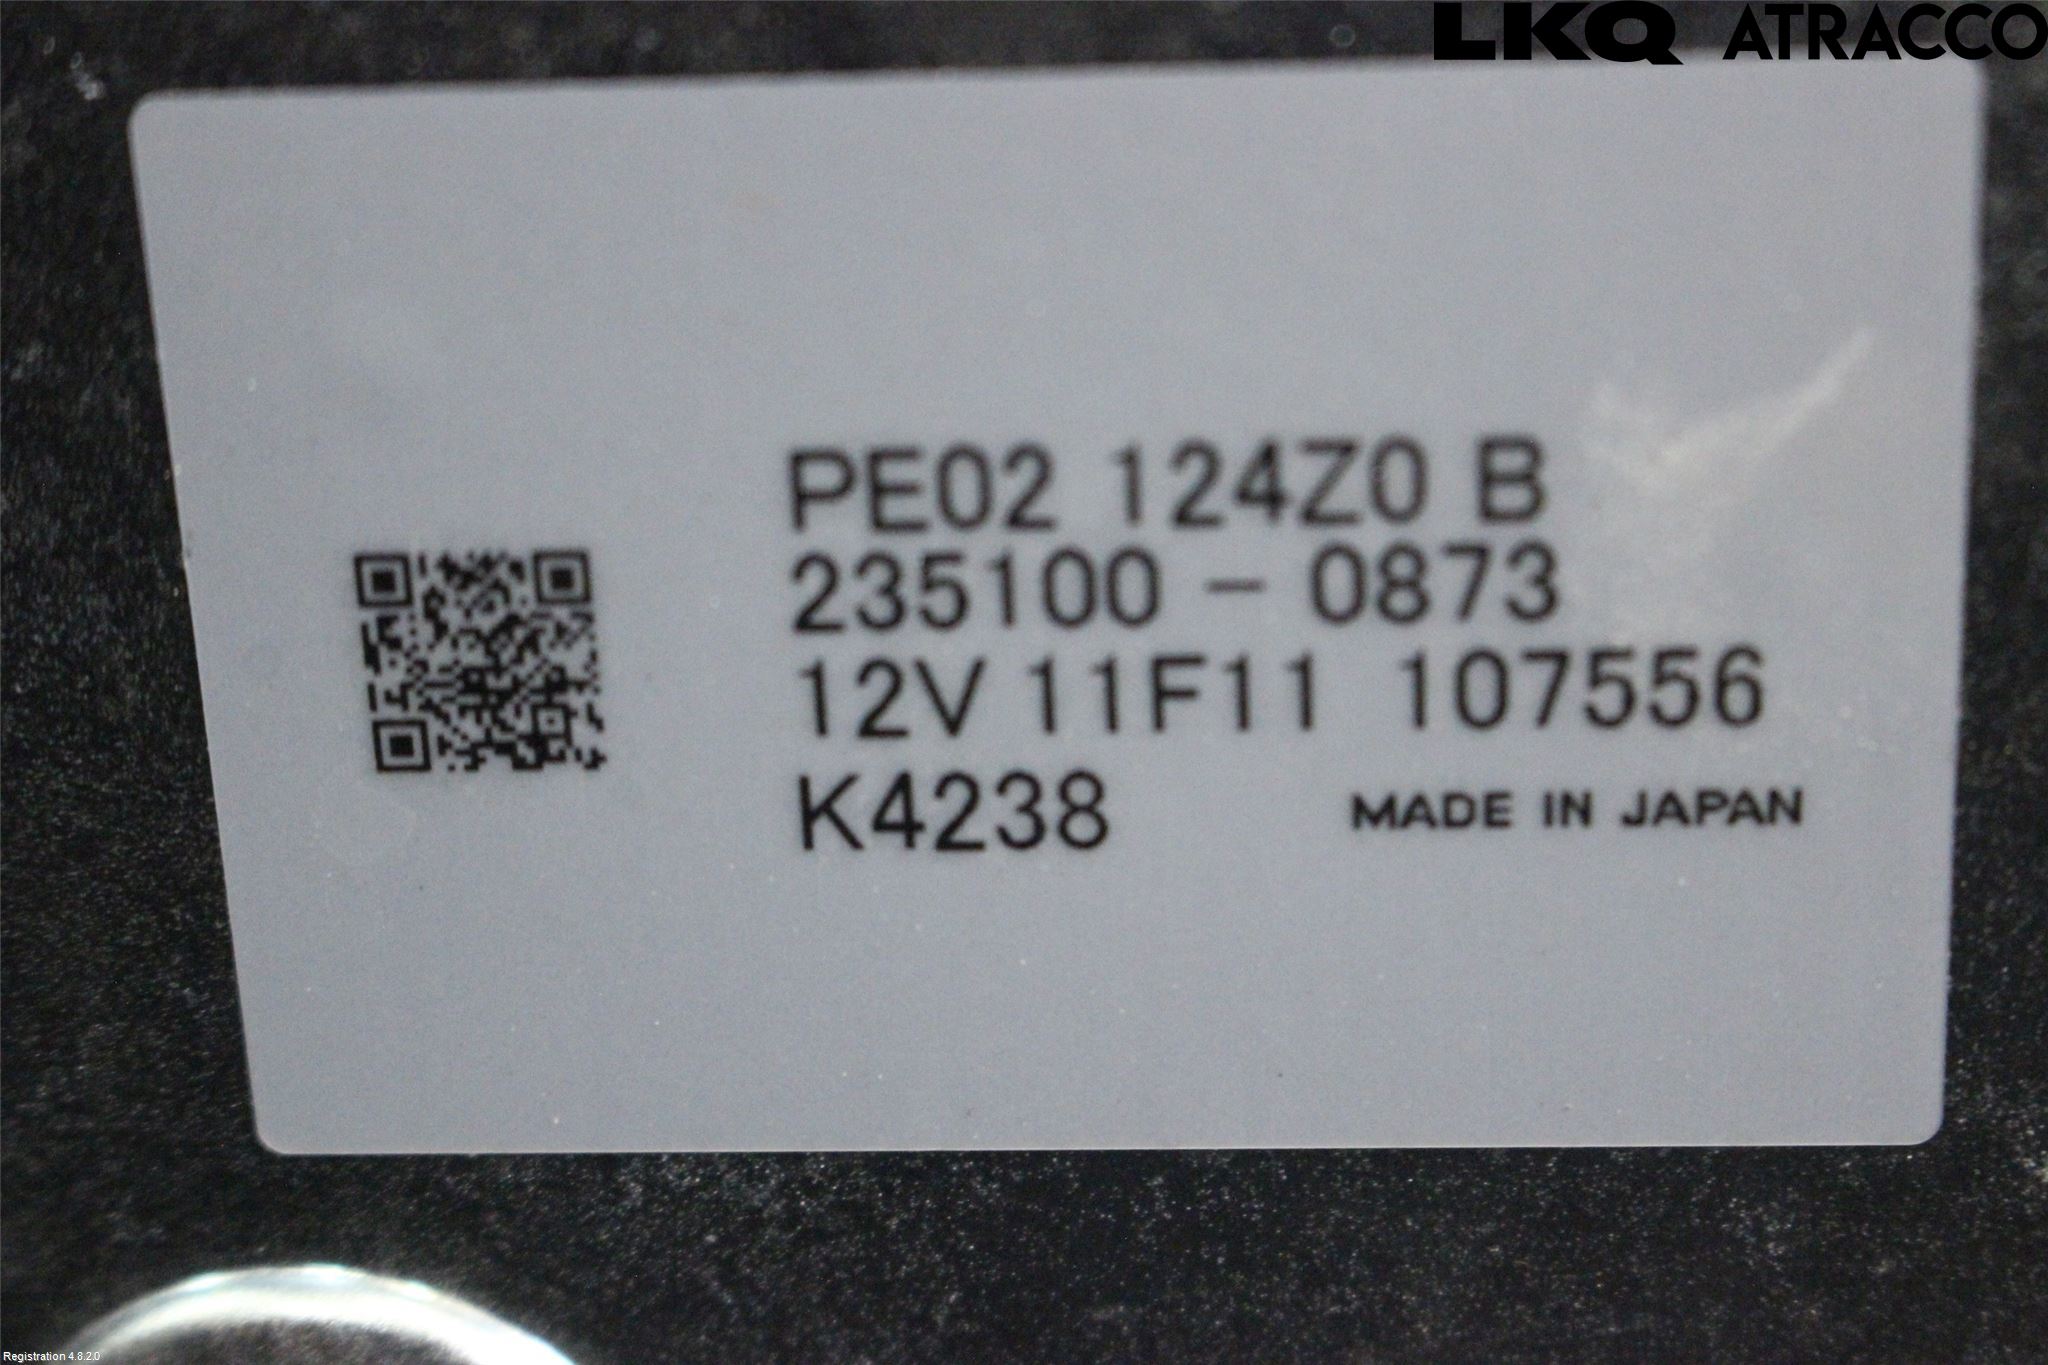 LKQ ATRACCO
PE02 124Z0 B
235100-0873
12V 11F11 107556
K4238 MADE IN JAPAN
Registration 4.8.2.0